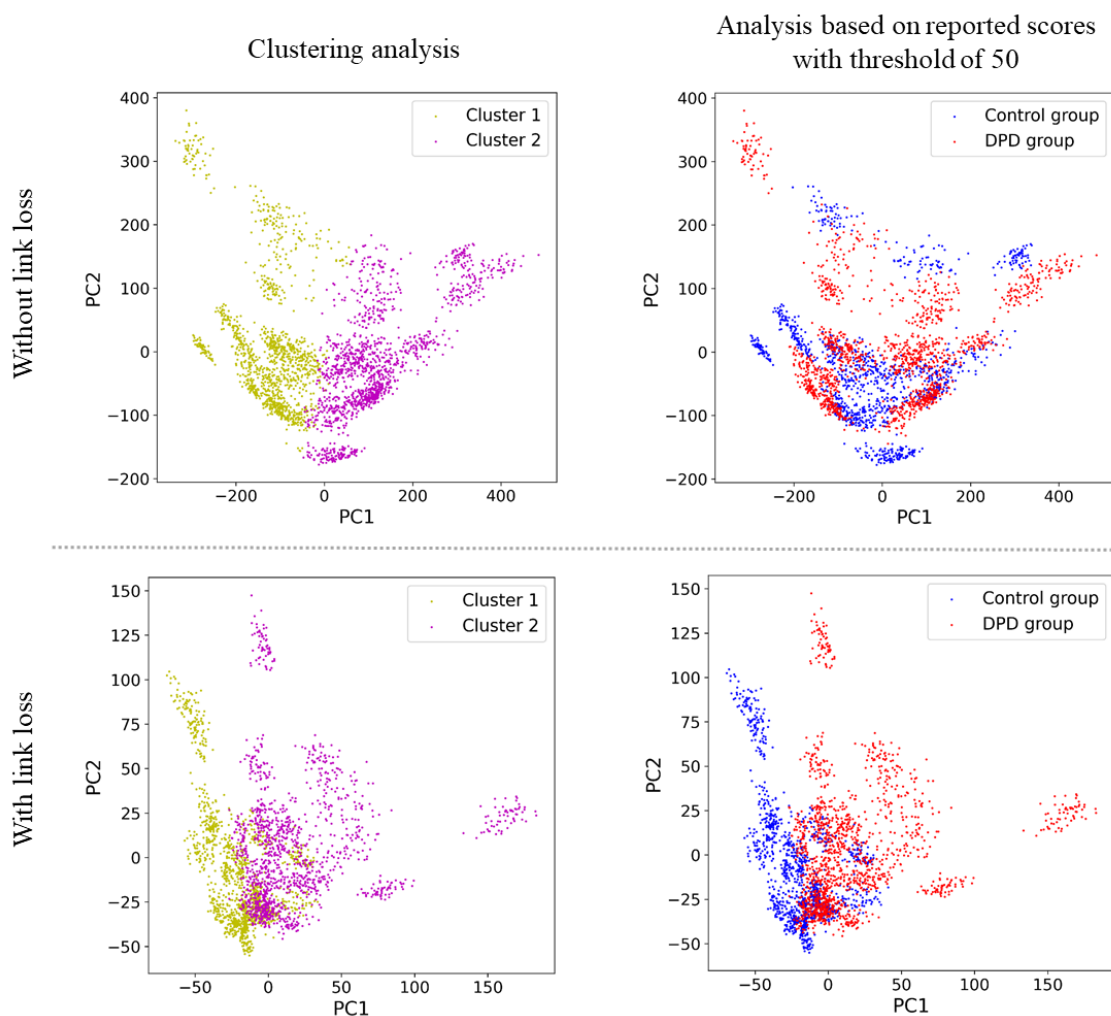 Clustering analysis
Analysis based on reported scores
with threshold of 50
Without link loss
400
300
200
100
0
−100
−200
PC2
Cluster 1
Cluster 2
−200 0 200 400
PC1
400
300
200
100
0
−100
−200
PC2
Control group
DPD group
−200 0 200 400
PC1
With link loss
150
125
100
75
50
25
0
−25
−50
PC2
Cluster 1
Cluster 2
−50 0 50 100 150
PC1
150
125
100
75
50
25
0
−25
−50
PC2
Control group
DPD group
−50 0 50 100 150
PC1